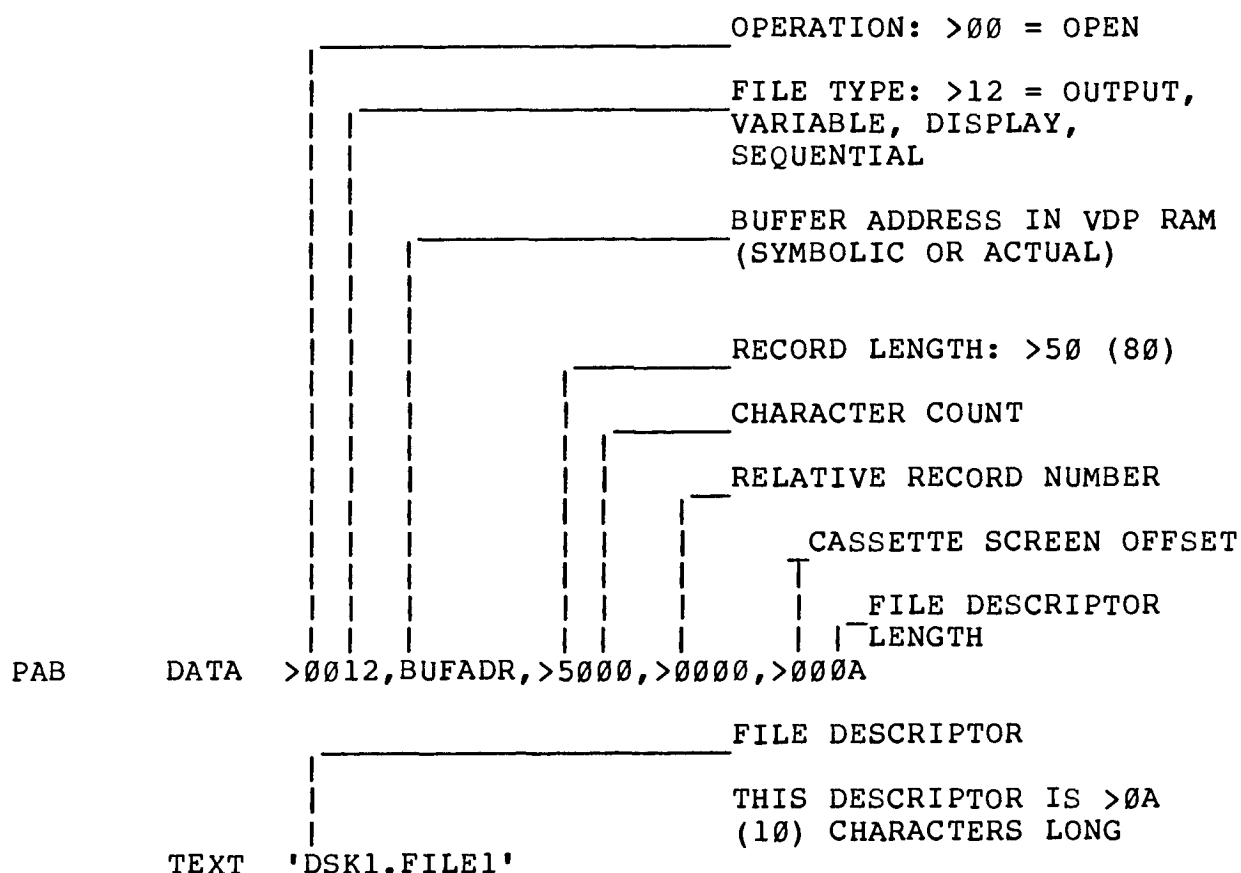 OPERATION: >ØØ = OPEN
FILE TYPE: >12 = OUTPUT,
VARIABLE, DISPLAY,
SEQUENTIAL
BUFFER ADDRESS IN VDP RAM
(SYMBOLIC OR ACTUAL)
RECORD LENGTH: >5Ø (8Ø)
CHARACTER COUNT
RELATIVE RECORD NUMBER
CASSETTE SCREEN OFFSET
FILE DESCRIPTOR
LENGTH
PAB DATA >ØØ12,BUFADR,>5ØØØ,>ØØØØ,>ØØØA
FILE DESCRIPTOR
THIS DESCRIPTOR IS >ØA
(1Ø) CHARACTERS LONG
TEXT 'DSK1.FILE1'